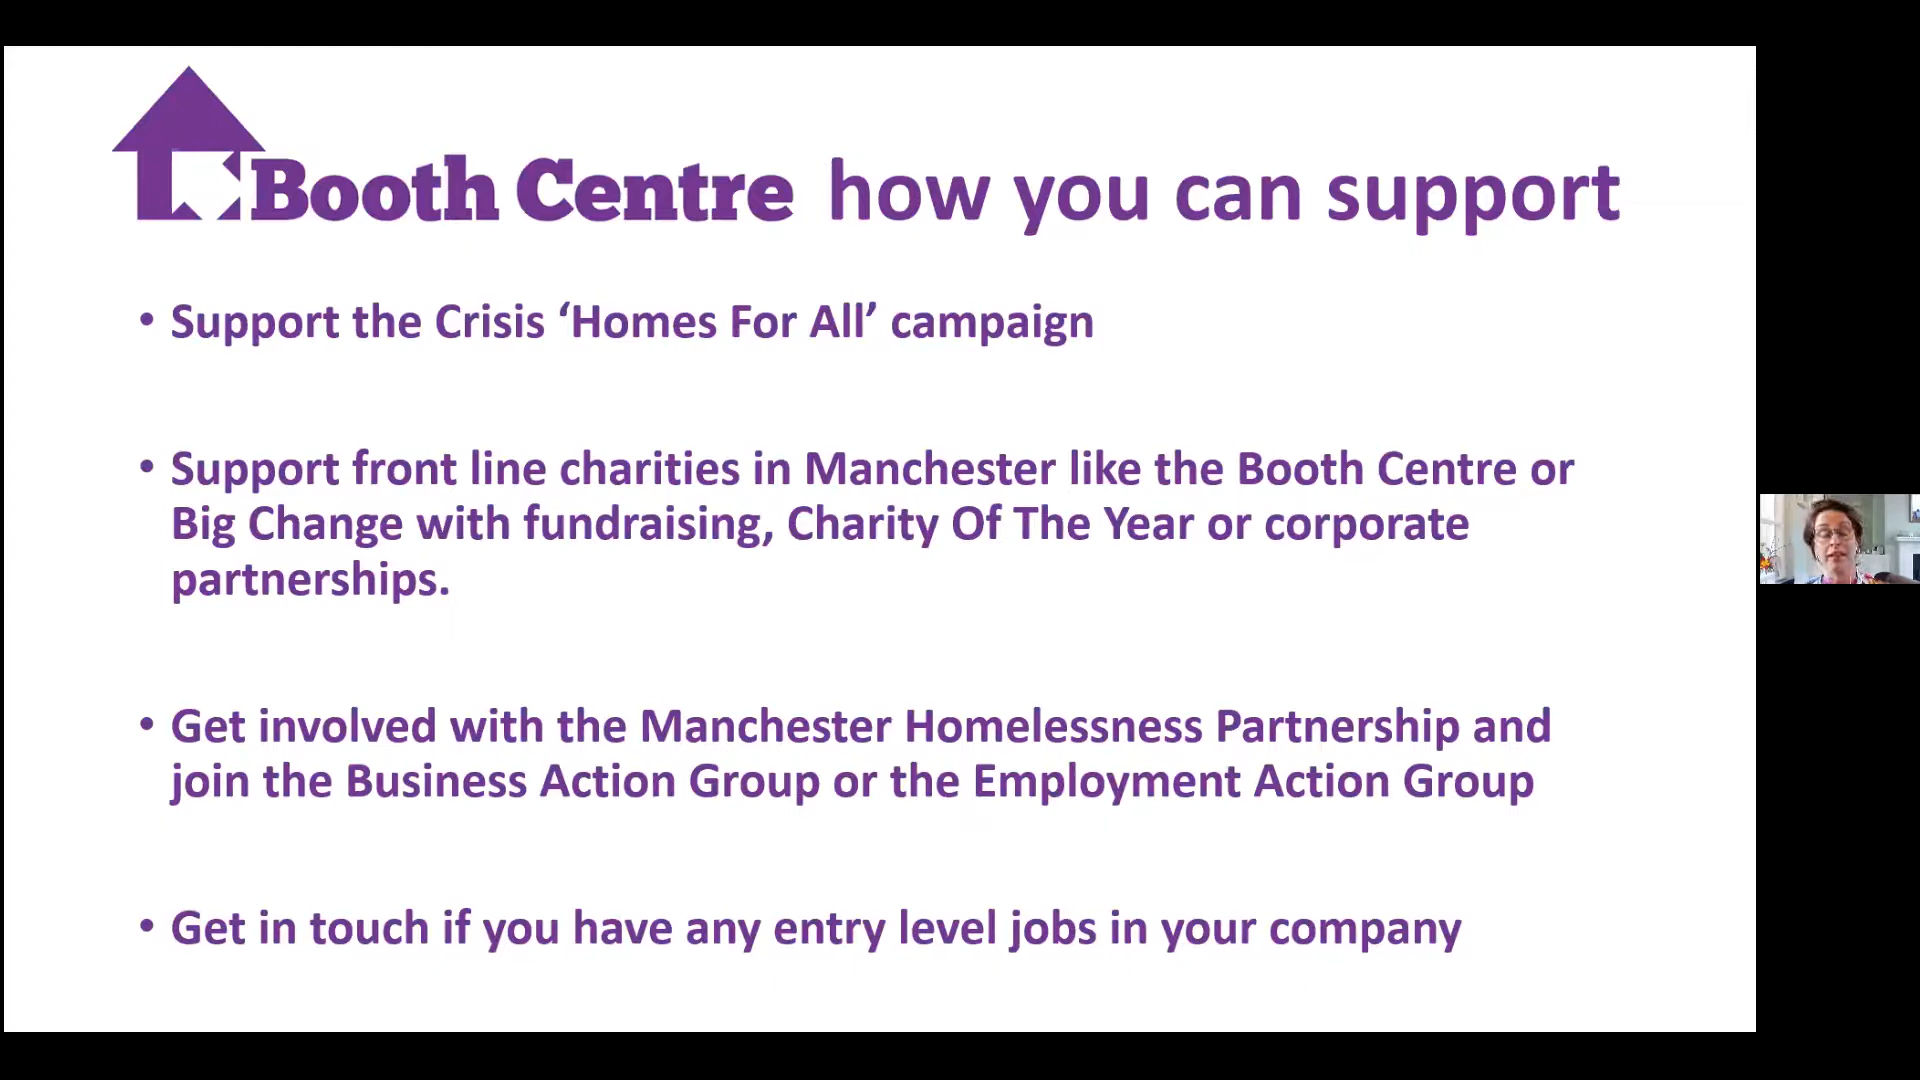 Booth Centre how you can support
• Support the Crisis ‘Homes For All’ campaign
• Support front line charities in Manchester like the Booth Centre or
Big Change with fundraising, Charity Of The Year or corporate
partnerships.
• Get involved with the Manchester Homelessness Partnership and
join the Business Action Group or the Employment Action Group
• Get in touch if you have any entry level jobs in your company